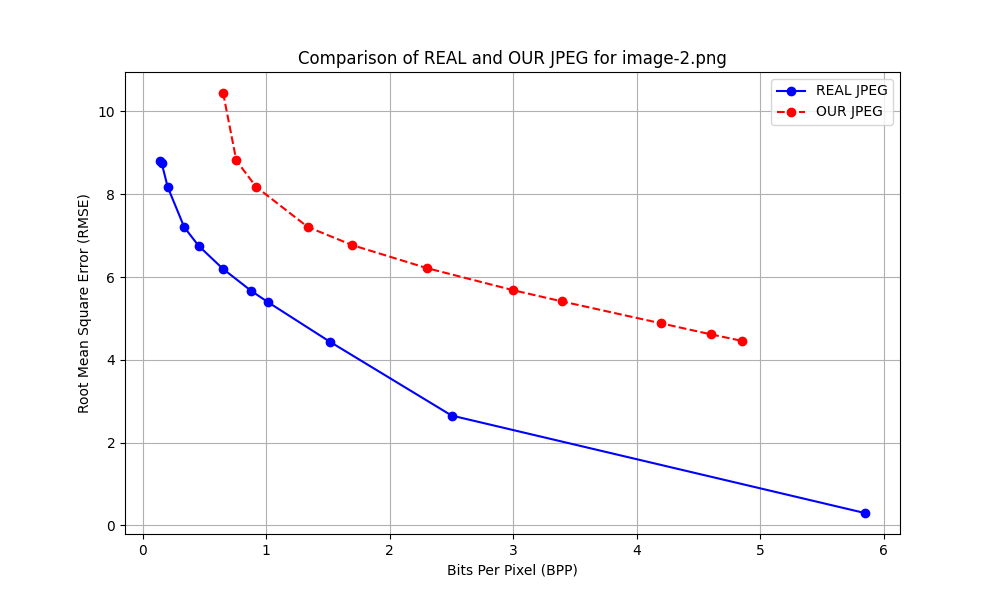 Comparison of REAL and OUR JPEG for image-2.png
REAL JPEG
OUR JPEG
Root Mean Square Error (RMSE)
10
8
6
4
2
0
0 1 2 3 4 5 6
Bits Per Pixel (BPP)